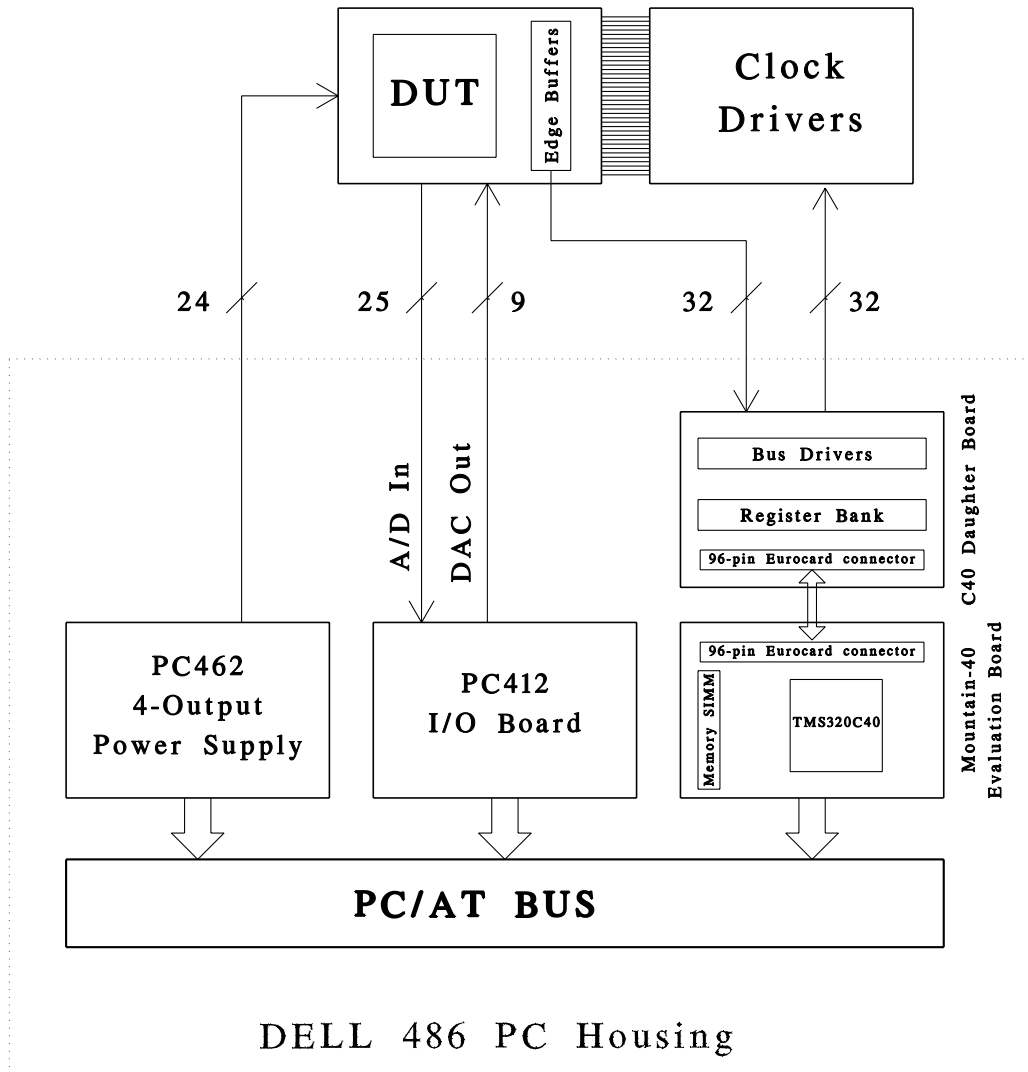 DUT
Edge Buffers
Clock
Drivers
24
25
9
32
32
A/D In
DAC Out
Bus Drivers
Register Bank
96-pin Eurocard connector
C40 Daughter Board
PC462
4-Output
Power Supply
PC412
I/O Board
96-pin Eurocard connector
Memory SIMM
TMS320C40
Mountain-40
Evaluation Board
PC/AT BUS
DELL 486 PC Housing